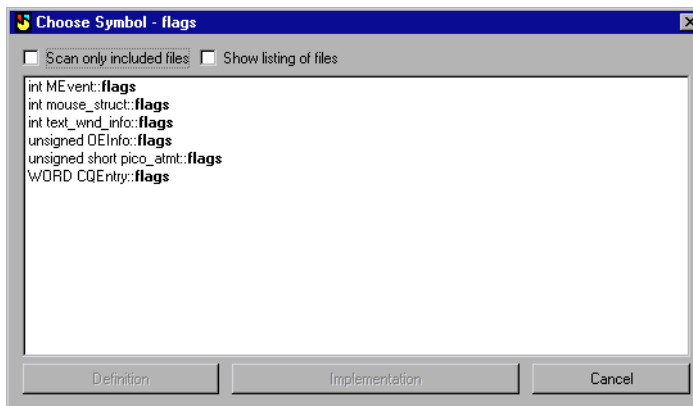 Choose Symbol - flags
Scan only included files Show listing of files
int MEvent::flags
int mouse_struct::flags
int text_wnd_info::flags
unsigned OEInfo::flags
unsigned short pico_atmt::flags
WORD CQEntry::flags
Definition Implementation Cancel